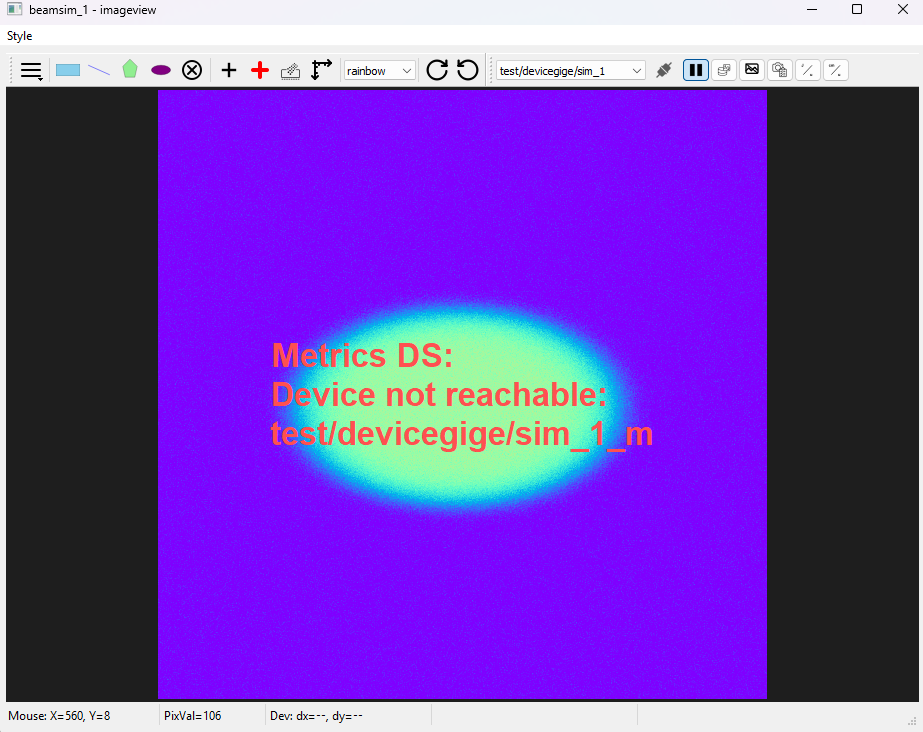 beamsim_1 - imageview
Style
rainbow
test/devicegige/sim_1
Metrics DS:
Device not reachable:
test/devicegige/sim_1_m
Mouse: X=560, Y=8
PixVal=106
Dev: dx=--, dy=--